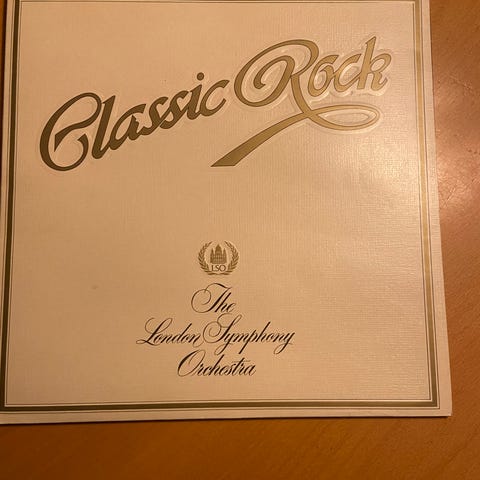 Classic Rock
LSO
The
London Symphony
Orchestra